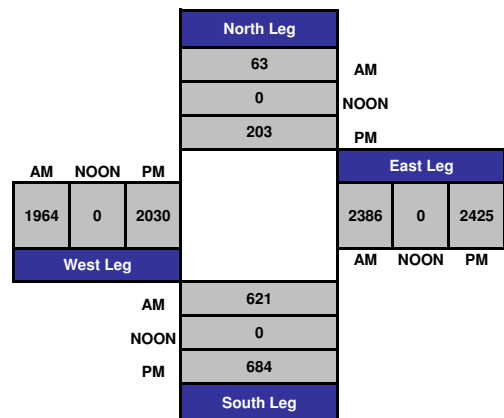 North Leg
63 AM
0 NOON
203 PM
AM NOON PM
East Leg
1964 0 2030
2386 0 2425
West Leg
AM NOON PM
AM 621
NOON 0
PM 684
South Leg